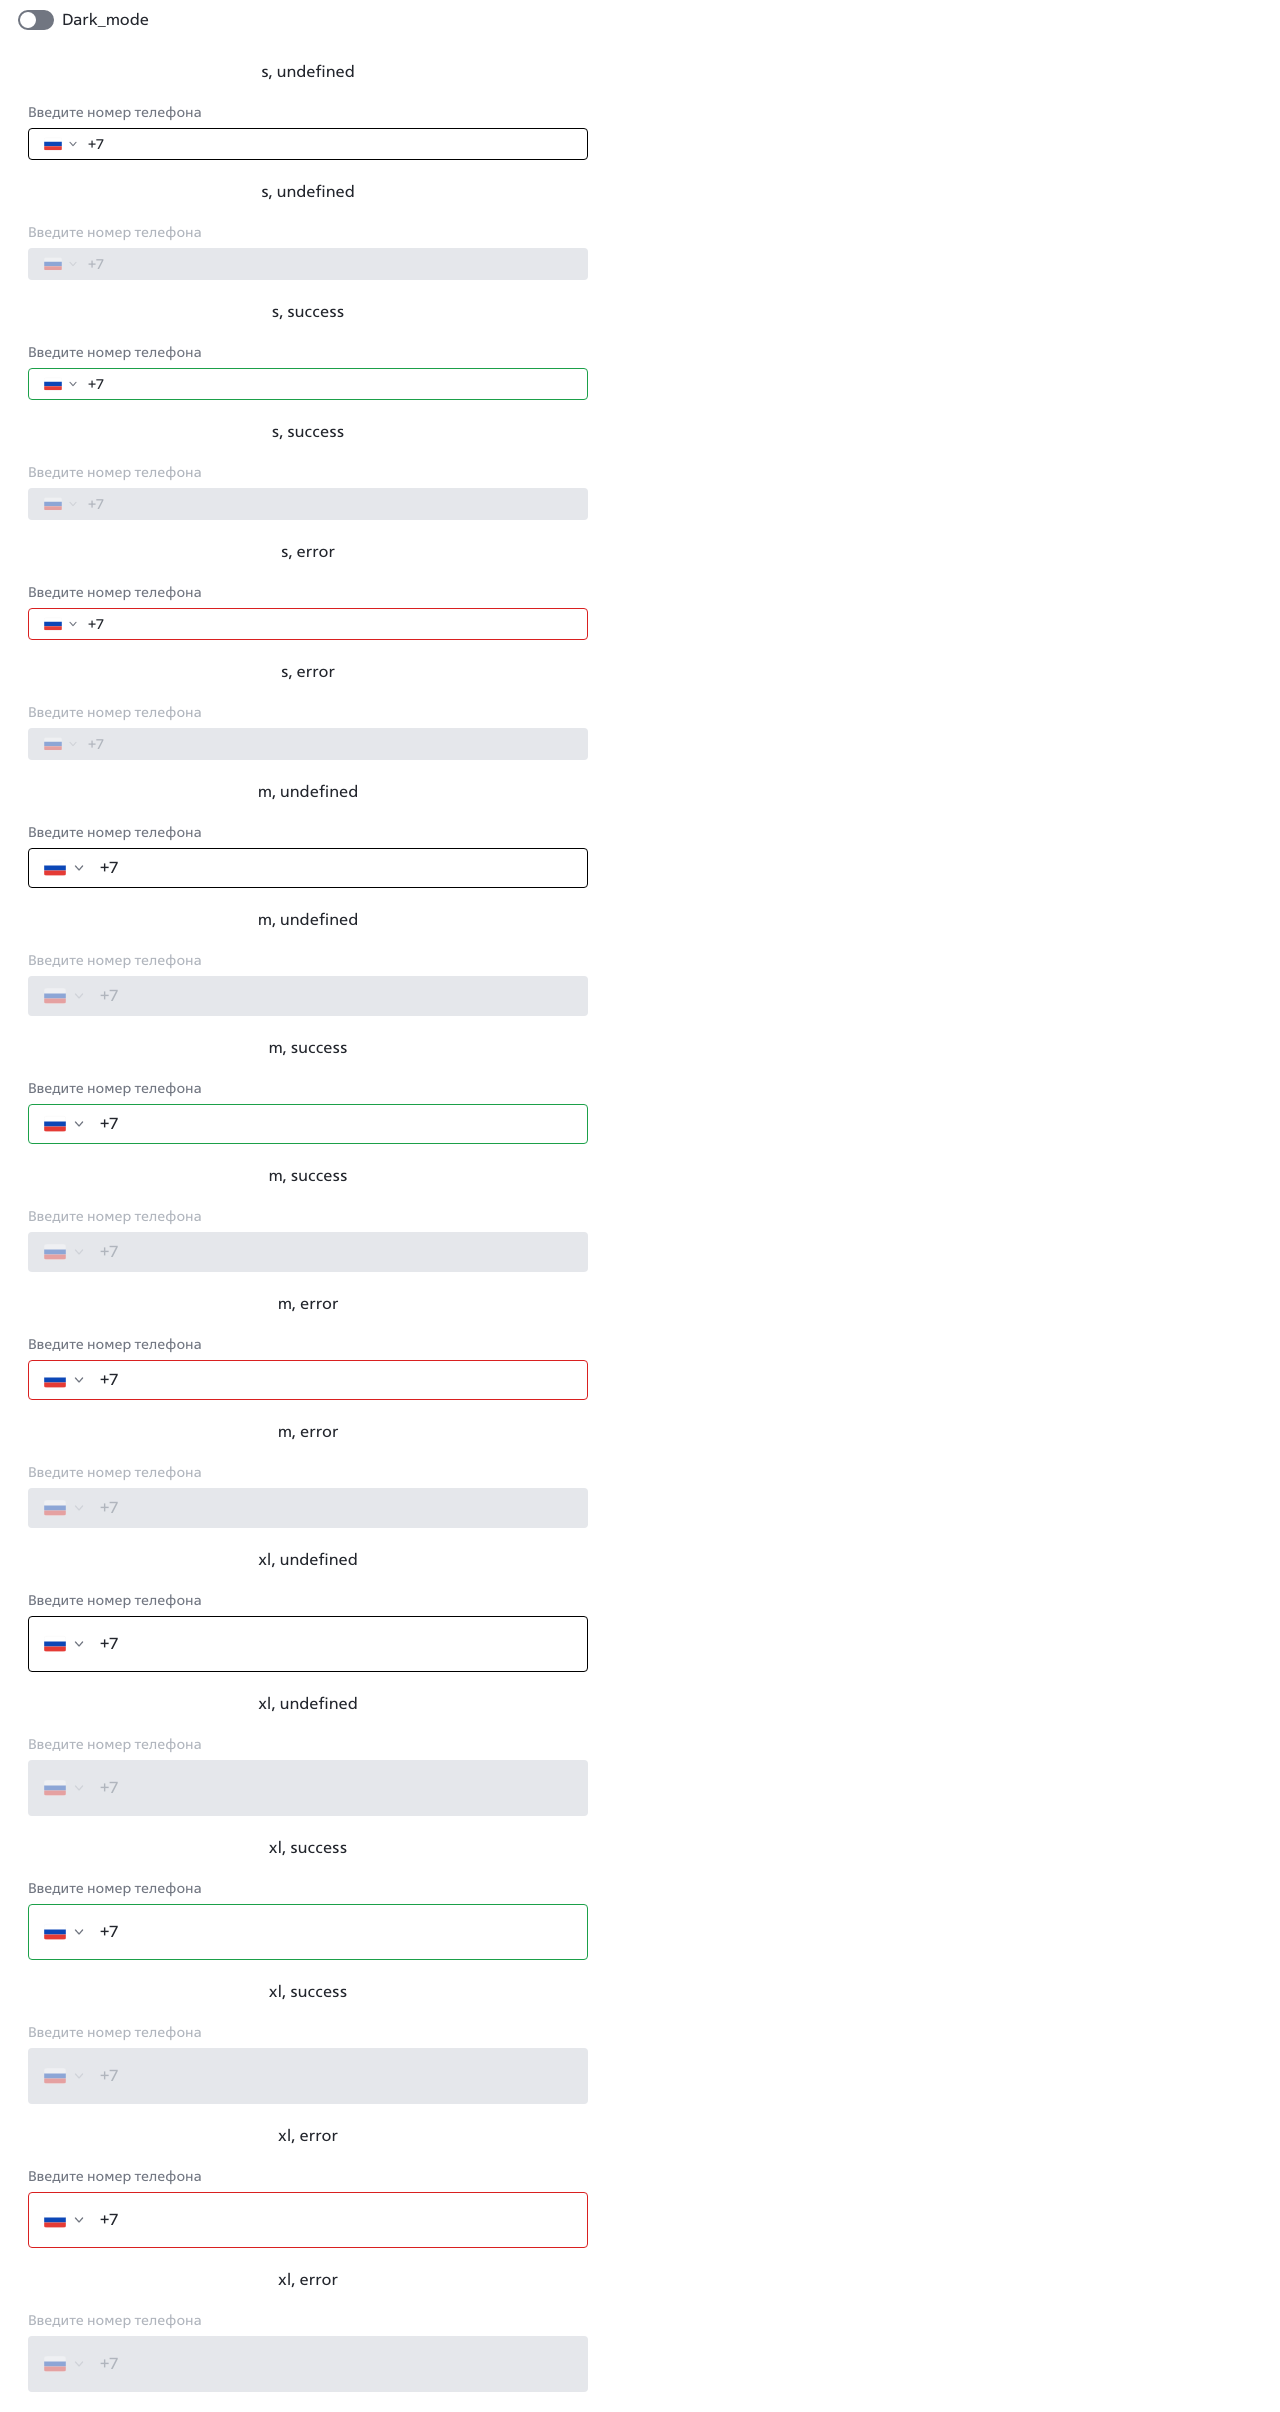 Dark_mode
s, undefined
Введите номер телефона
+7
s, undefined
Введите номер телефона
+7
s, success
Введите номер телефона
+7
s, success
Введите номер телефона
+7
s, error
Введите номер телефона
+7
s, error
Введите номер телефона
+7
m, undefined
Введите номер телефона
+7
m, undefined
Введите номер телефона
+7
m, success
Введите номер телефона
+7
m, success
Введите номер телефона
+7
m, error
Введите номер телефона
+7
m, error
Введите номер телефона
+7
xl, undefined
Введите номер телефона
+7
xl, undefined
Введите номер телефона
+7
xl, success
Введите номер телефона
+7
xl, success
Введите номер телефона
+7
xl, error
Введите номер телефона
+7
xl, error
Введите номер телефона
+7